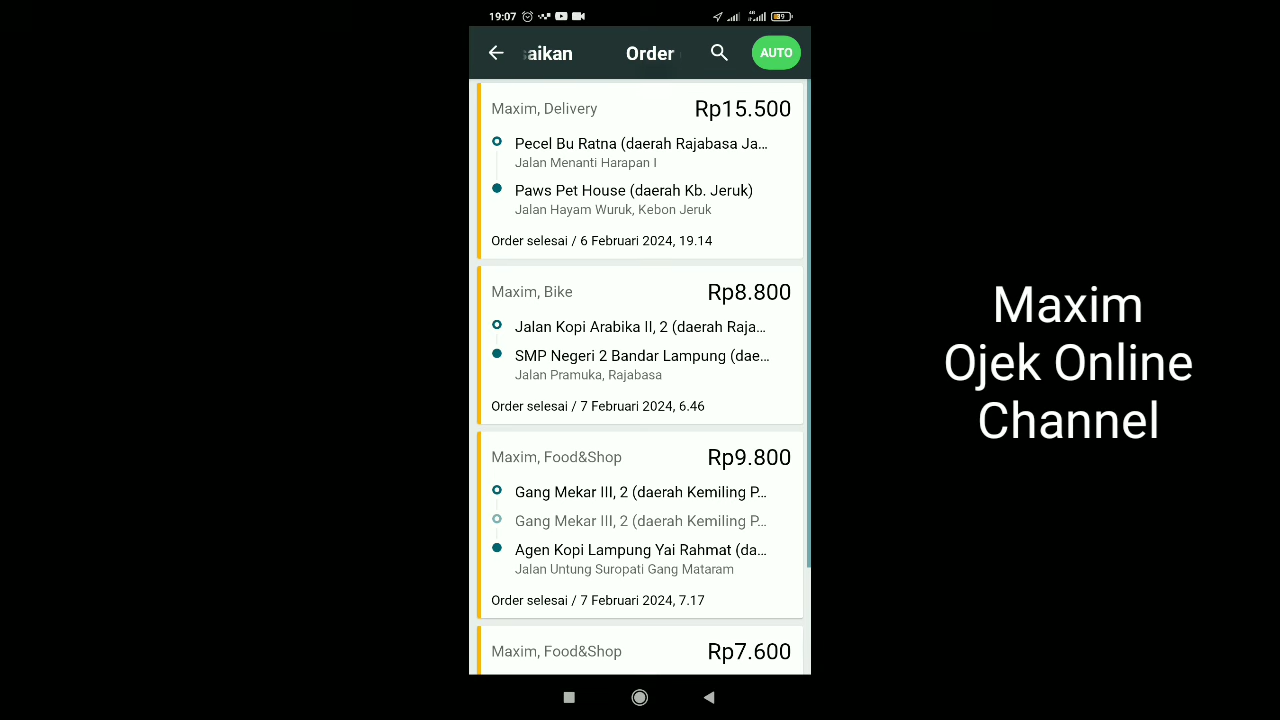 19:07
aikan Order AUTO
Maxim, Delivery Rp15.500
Pecel Bu Ratna (daerah Rajabasa Ja...
Jalan Menanti Harapan I
Paws Pet House (daerah Kb. Jeruk)
Jalan Hayam Wuruk, Kebon Jeruk
Order selesai / 6 Februari 2024, 19.14
Maxim, Bike Rp8.800
Jalan Kopi Arabika II, 2 (daerah Raja...
SMP Negeri 2 Bandar Lampung (dae...
Jalan Pramuka, Rajabasa
Order selesai / 7 Februari 2024, 6.46
Maxim, Food&Shop Rp9.800
Gang Mekar III, 2 (daerah Kemiling P...
Gang Mekar III, 2 (daerah Kemiling P...
Agen Kopi Lampung Yai Rahmat (da...
Jalan Untung Suropati Gang Mataram
Order selesai / 7 Februari 2024, 7.17
Maxim, Food&Shop Rp7.600
Maxim
Ojek Online
Channel